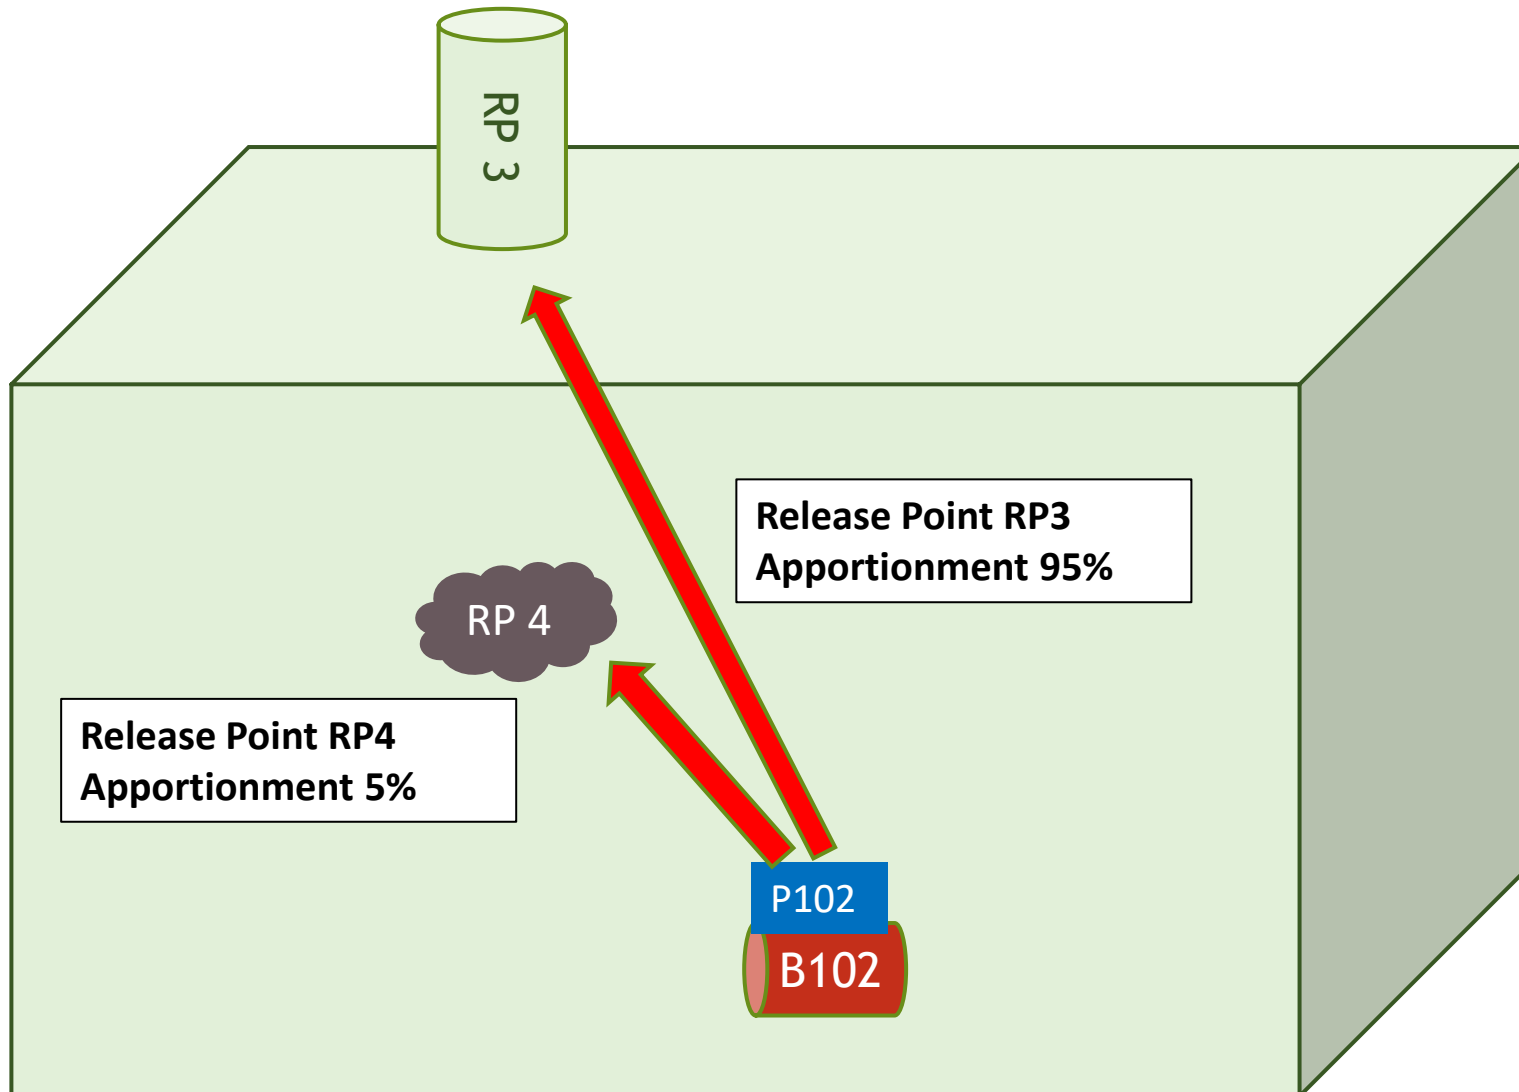 RP 3
Release Point RP3
Apportionment 95%
RP 4
Release Point RP4
Apportionment 5%
P102
B102